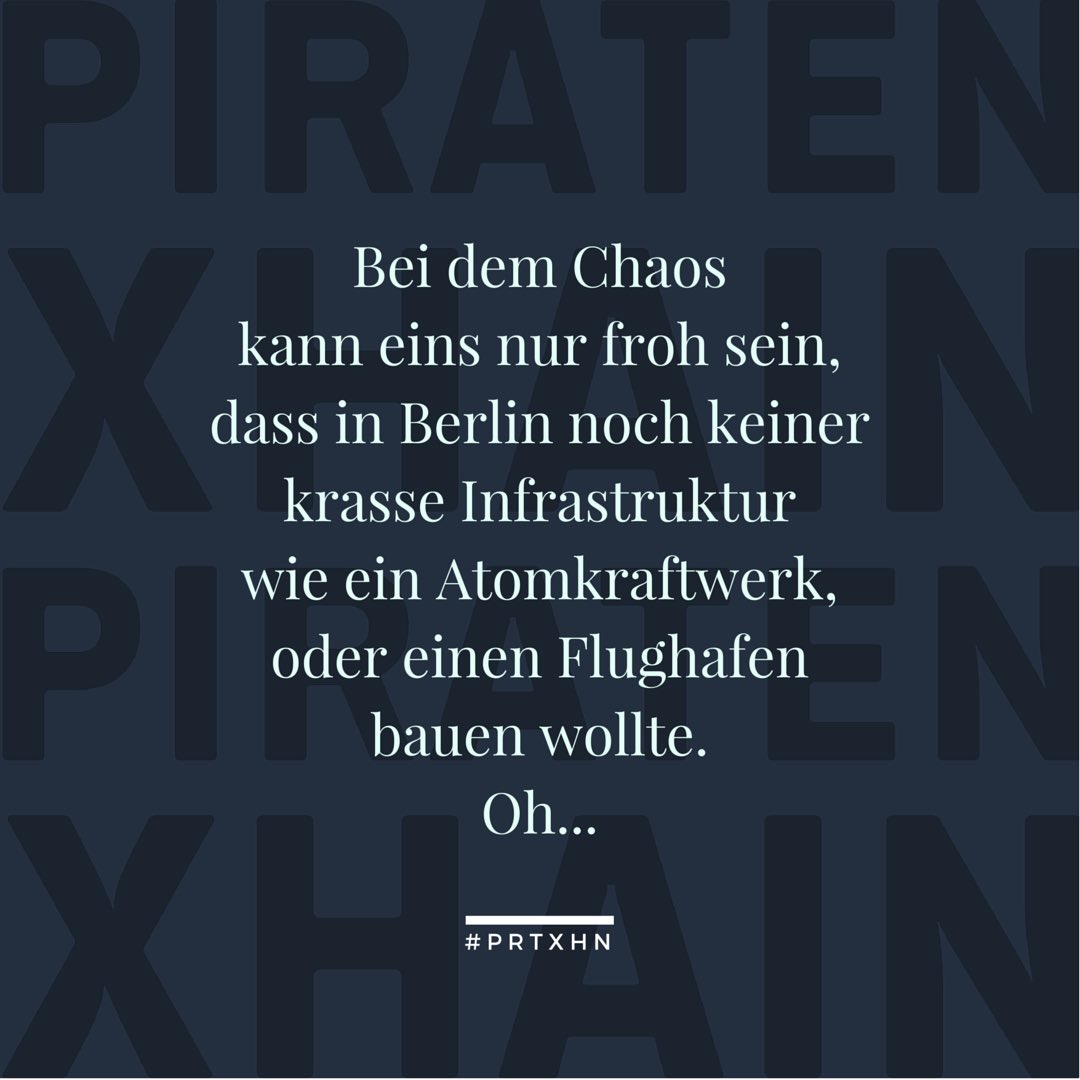 PIRATEN
XHAIN
Bei dem Chaos
kann eins nur froh sein,
dass in Berlin noch keiner
krasse Infrastruktur
wie ein Atomkraftwerk,
oder einen Flughafen
bauen wollte.
Oh...
PIRATEN
XHAIN
#PRTXHN